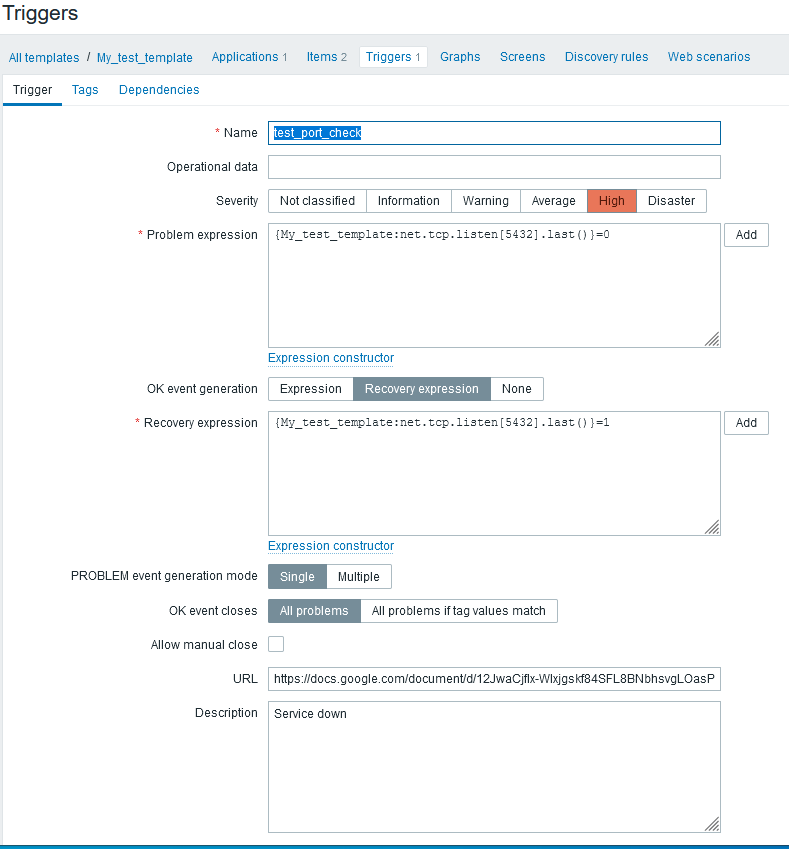 Triggers
All templates / My_test_template Applications 1 Items 2 Triggers 1 Graphs Screens Discovery rules Web scenarios
Trigger Tags Dependencies
* Name test_port_check
Operational data
Severity Not classified Information Warning Average High Disaster
* Problem expression {My_test_template:net.tcp.listen[5432].last()}=0 Add
Expression constructor
OK event generation Expression Recovery expression None
* Recovery expression {My_test_template:net.tcp.listen[5432].last()}=1 Add
Expression constructor
PROBLEM event generation mode Single Multiple
OK event closes All problems All problems if tag values match
Allow manual close
URL https://docs.google.com/document/d/12JwaCjflx-Wlxjgskf84SFL8BNbhsvgLOasP
Description Service down